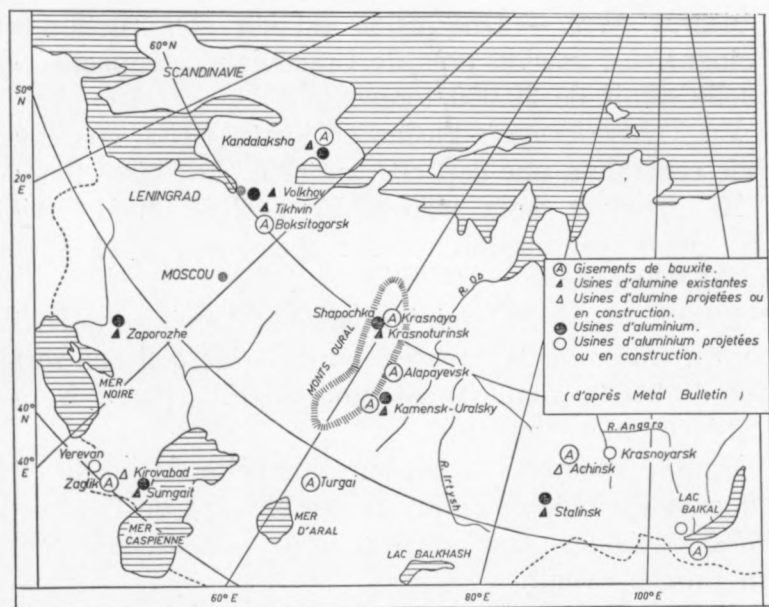 60°N
SCANDINAVIE
50°
N
Kandalaksha
A
20°
E
LENINGRAD
Volkhov
Tikhvin
A
Boksitogorsk
MOSCOU
R. Ob
Shapochka
A
Krasnaya
Krasnoturinsk
Zaporozhe
MONTS OURAL
A
Alapayevsk
MER
NOIRE
A
Kamensk-Uralsky
40°
N
R. Angara
Yerevan
A
Krasnoyarsk
40°
E
Kirovabad
Achinsk
Zaglik
A
A
Turgai
R. Irtysh
Sumgait
LAC
BAIKAL
MER
D'ARAL
Stalinsk
MER
CASPIENNE
A
LAC BALKHASH
60° E
80° E
100° E
A
Gisements de bauxite.
Usines d'alumine existantes
Usines d'alumine projetées ou
en construction.
Usines d'aluminium.
Usines d'aluminium projetées
ou en construction.
(d'après Metal Bulletin)